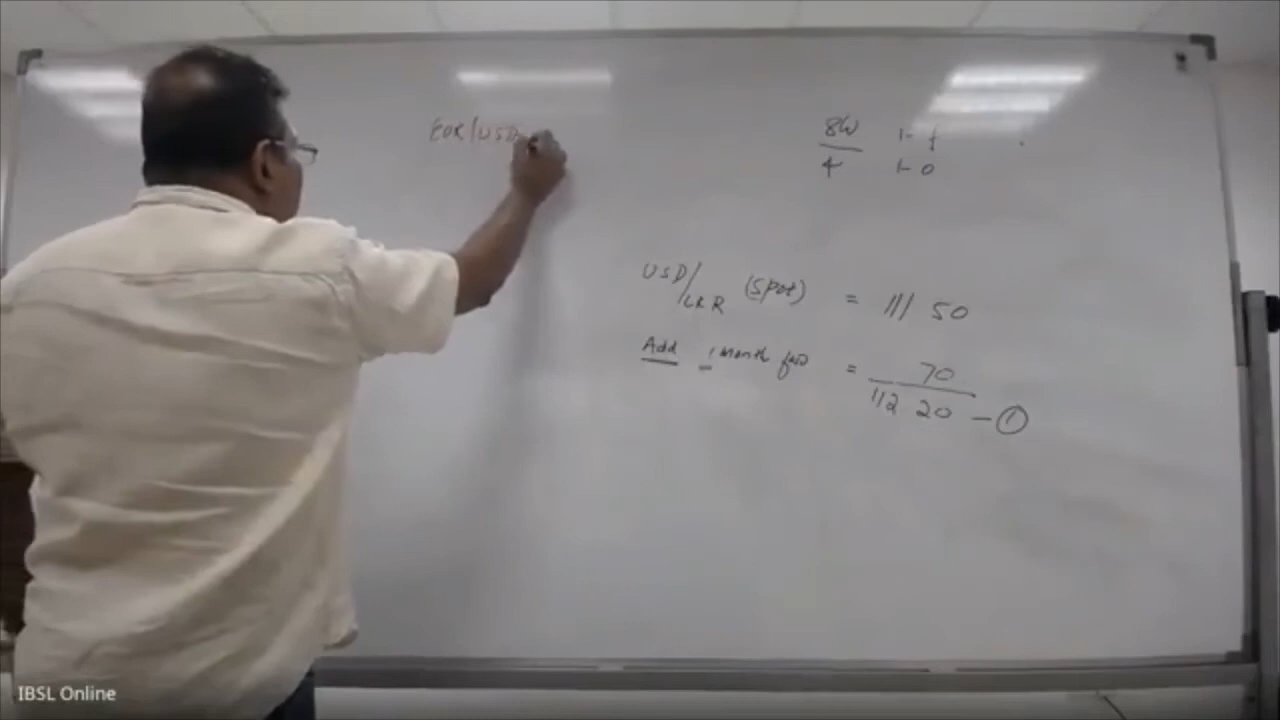 EUR/USD
8W 1-f
4 1-0
USD/LKR (Spot) = 111 50
Add 1 Month fwd = 70
112 20 - ①
IBSL Online